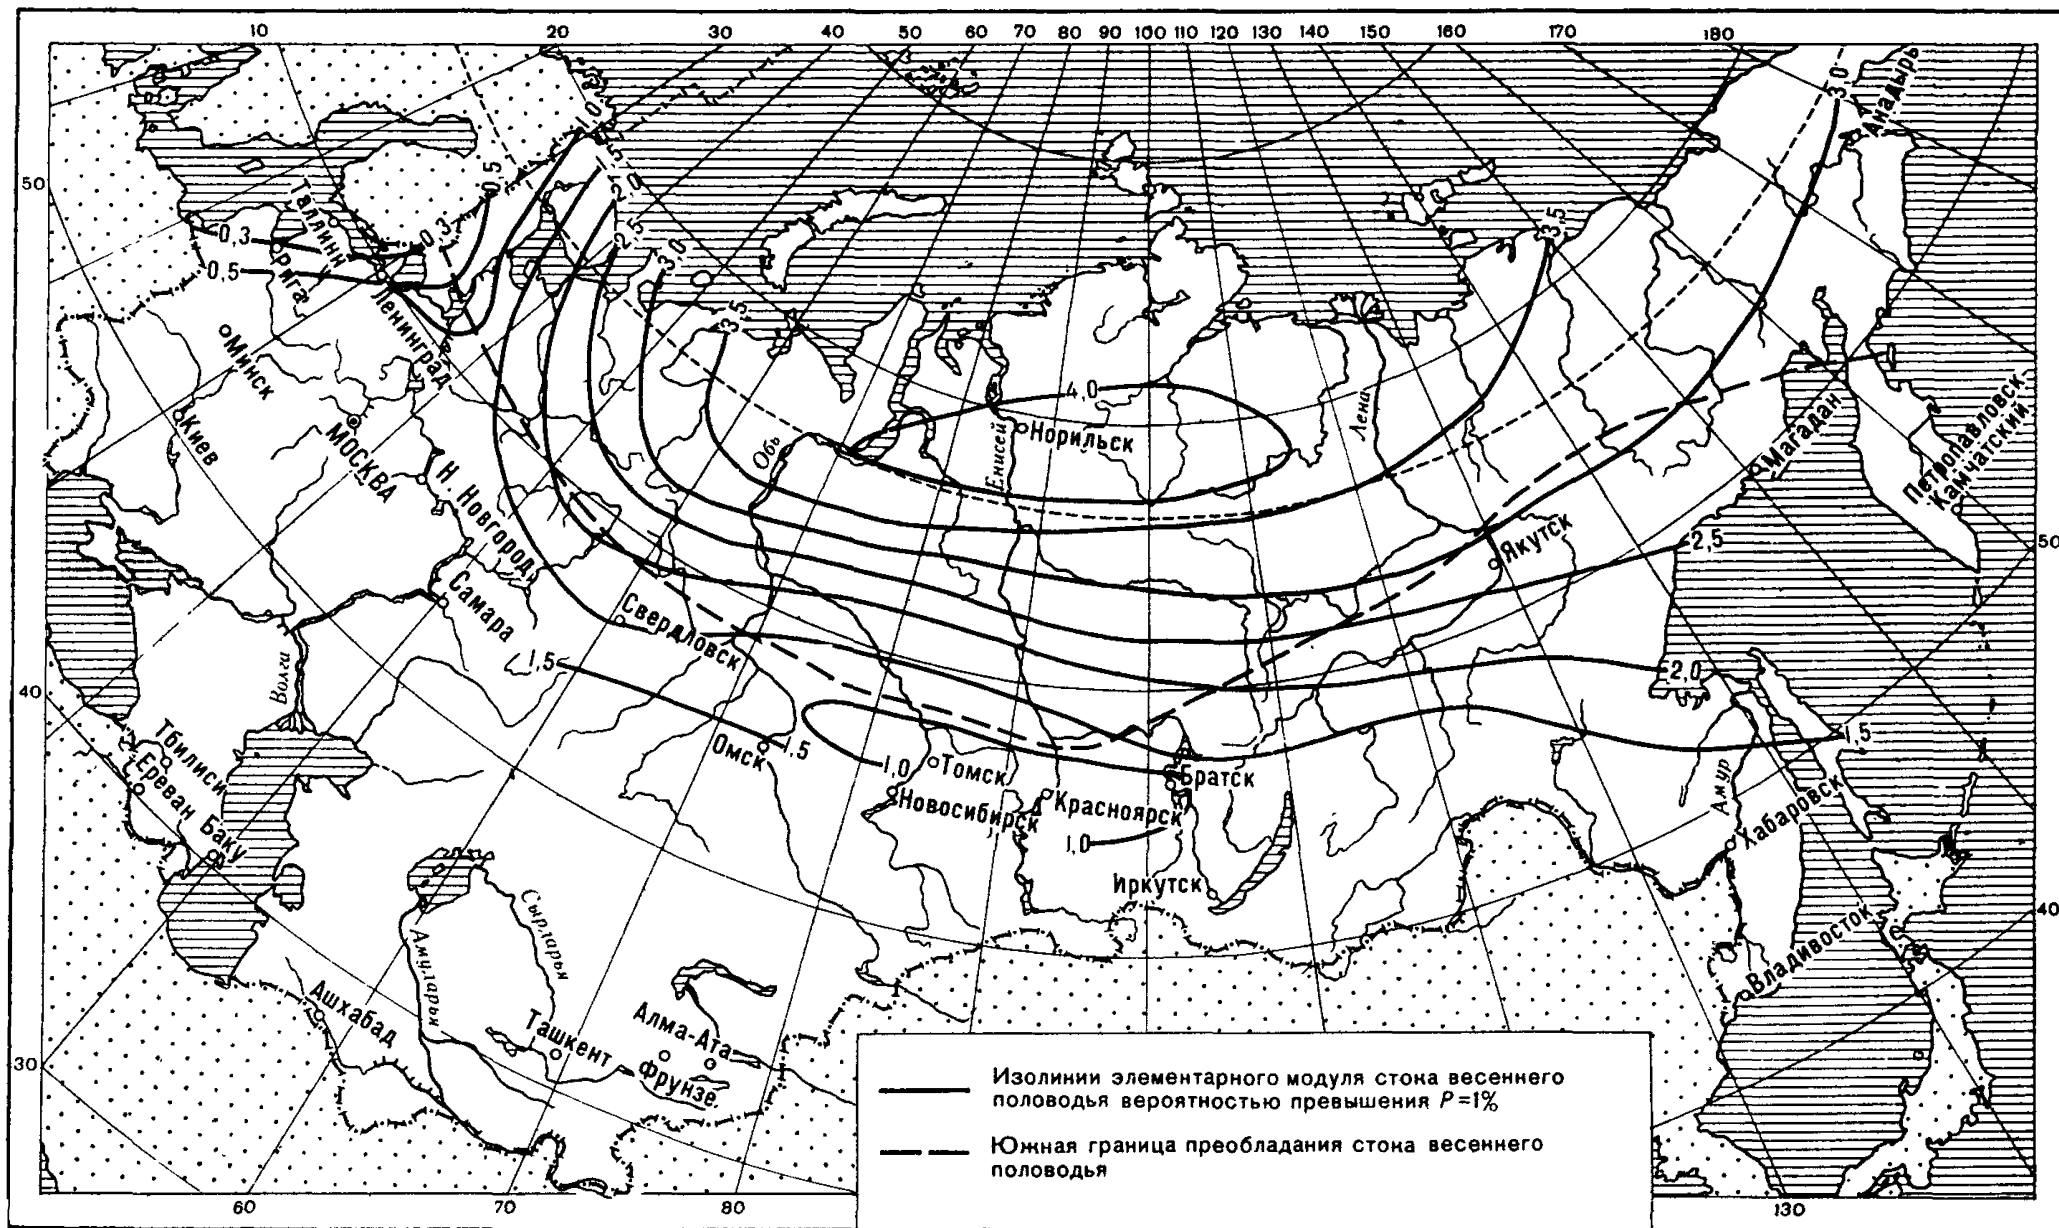 10 20 30 40 50 60 70 80 90 100 110 120 130 140 150 160 170 180
50
40
30
60 70 80
130
50
40
1,0
2,0
2,5
3,0
3,5
0,5
0,3
0,3
0,5
3,5
3,0
4,0
2,5
2,0
1,5
1,5
1,5
1,0
1,0
Анадырь
Таллинн
Рига
Ленинград
Минск
Киев
МОСКВА
Н. Новгород
Самара
Свердловск
Волга
Обь
Енисей
Норильск
Лена
Якутск
Магадан
Петропавловск-
Камчатский
Тбилиси
Ереван
Баку
Омск
Томск
Новосибирск
Красноярск
Братск
Иркутск
Амур
Хабаровск
Владивосток
Сырдарья
Амударья
Ашхабад
Ташкент
Алма-Ата
Фрунзе
Изолинии элементарного модуля стока весеннего
половодья вероятностью превышения P=1%
Южная граница преобладания стока весеннего
половодья